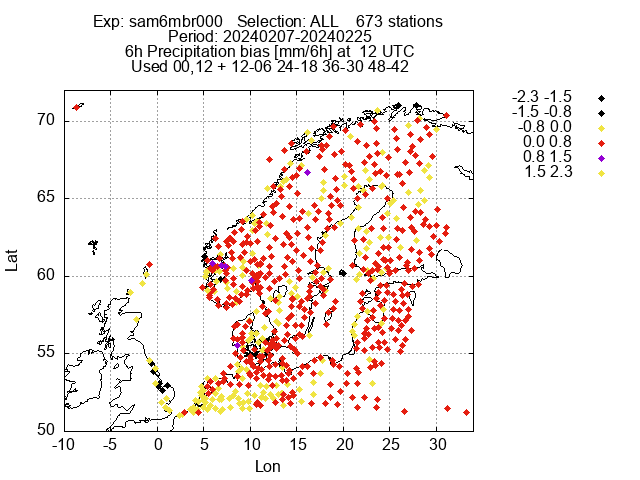 Exp: sam6mbr000 Selection: ALL 673 stations
Period: 20240207-20240225
6h Precipitation bias [mm/6h] at 12 UTC
Used 00,12 + 12-06 24-18 36-30 48-42
-2.3 -1.5
-1.5 -0.8
-0.8 0.0
0.0 0.8
0.8 1.5
1.5 2.3
70
65
60
55
50
Lat
-10 -5 0 5 10 15 20 25 30
Lon